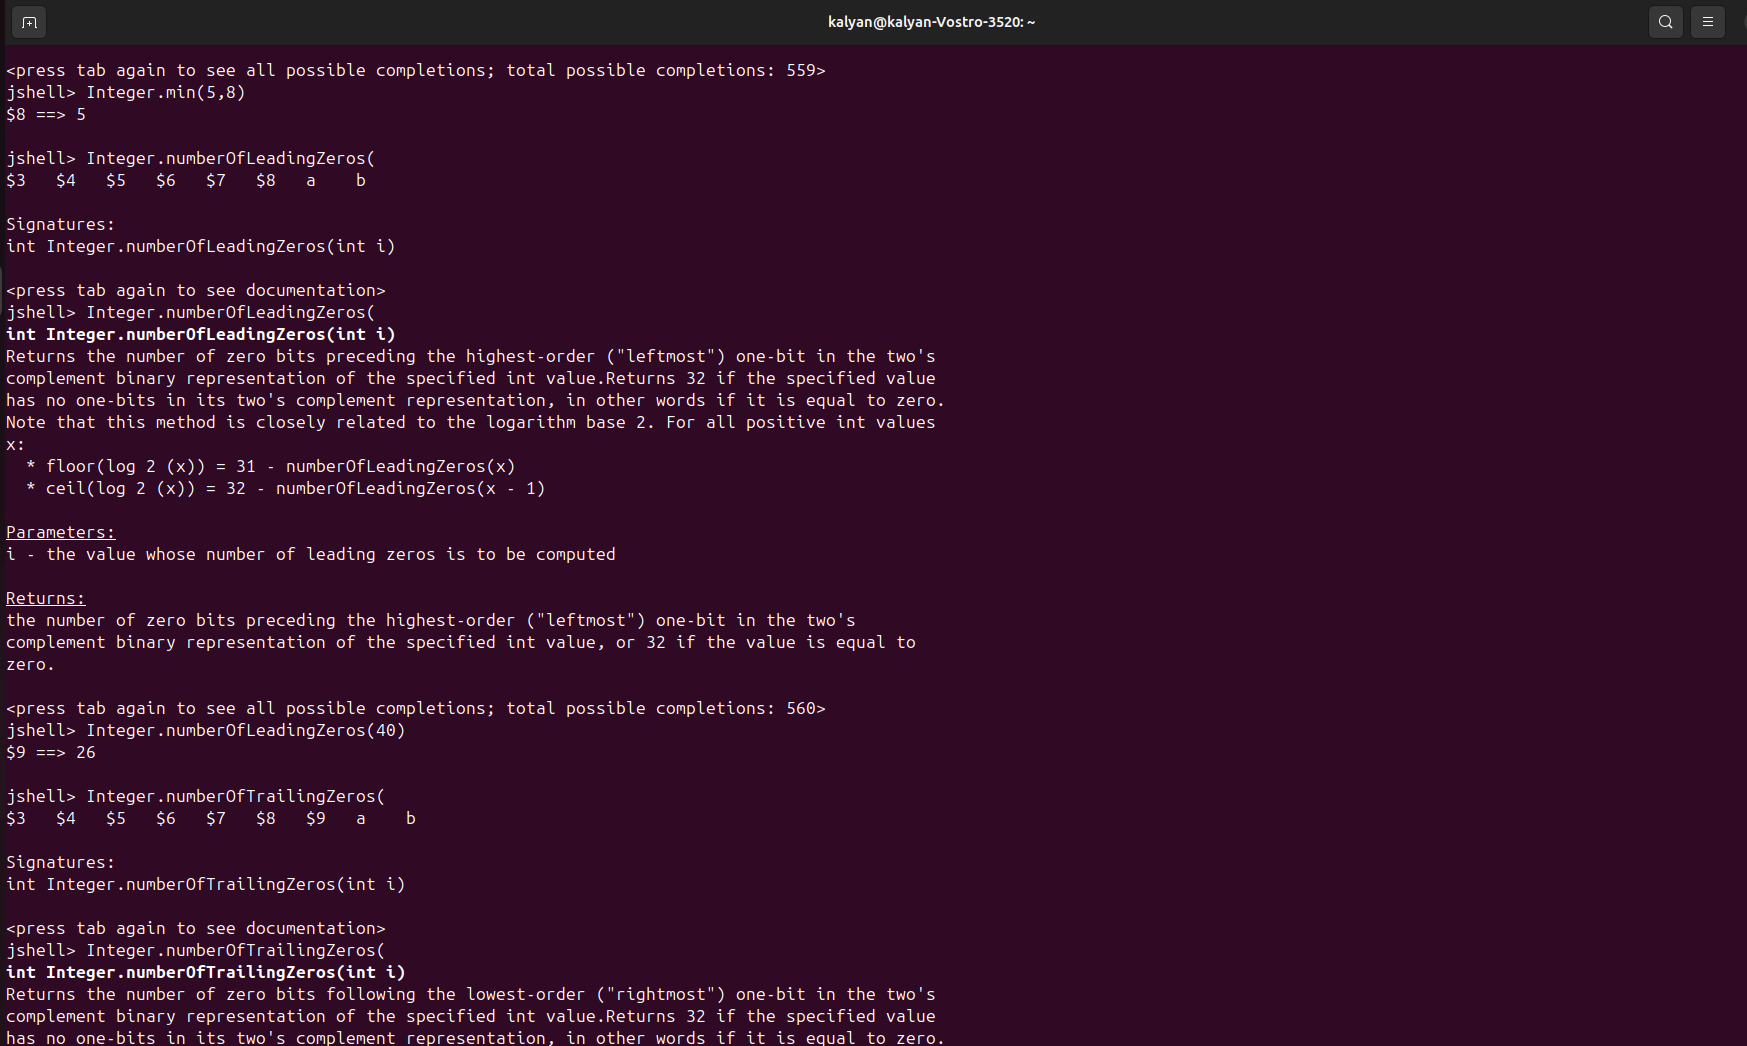 kalyan@kalyan-Vostro-3520: ~
<press tab again to see all possible completions; total possible completions: 559>
jshell> Integer.min(5,8)
$8 ==> 5
jshell> Integer.numberOfLeadingZeros(
$3   $4   $5   $6   $7   $8   a    b
Signatures:
int Integer.numberOfLeadingZeros(int i)
<press tab again to see documentation>
jshell> Integer.numberOfLeadingZeros(
int Integer.numberOfLeadingZeros(int i)
Returns the number of zero bits preceding the highest-order ("leftmost") one-bit in the two's
complement binary representation of the specified int value.Returns 32 if the specified value
has no one-bits in its two's complement representation, in other words if it is equal to zero.
Note that this method is closely related to the logarithm base 2. For all positive int values
x:
  * floor(log 2 (x)) = 31 - numberOfLeadingZeros(x)
  * ceil(log 2 (x)) = 32 - numberOfLeadingZeros(x - 1)
Parameters:
i - the value whose number of leading zeros is to be computed
Returns:
the number of zero bits preceding the highest-order ("leftmost") one-bit in the two's
complement binary representation of the specified int value, or 32 if the value is equal to
zero.
<press tab again to see all possible completions; total possible completions: 560>
jshell> Integer.numberOfLeadingZeros(40)
$9 ==> 26
jshell> Integer.numberOfTrailingZeros(
$3   $4   $5   $6   $7   $8   $9   a    b
Signatures:
int Integer.numberOfTrailingZeros(int i)
<press tab again to see documentation>
jshell> Integer.numberOfTrailingZeros(
int Integer.numberOfTrailingZeros(int i)
Returns the number of zero bits following the lowest-order ("rightmost") one-bit in the two's
complement binary representation of the specified int value.Returns 32 if the specified value
has no one-bits in its two's complement representation, in other words if it is equal to zero.